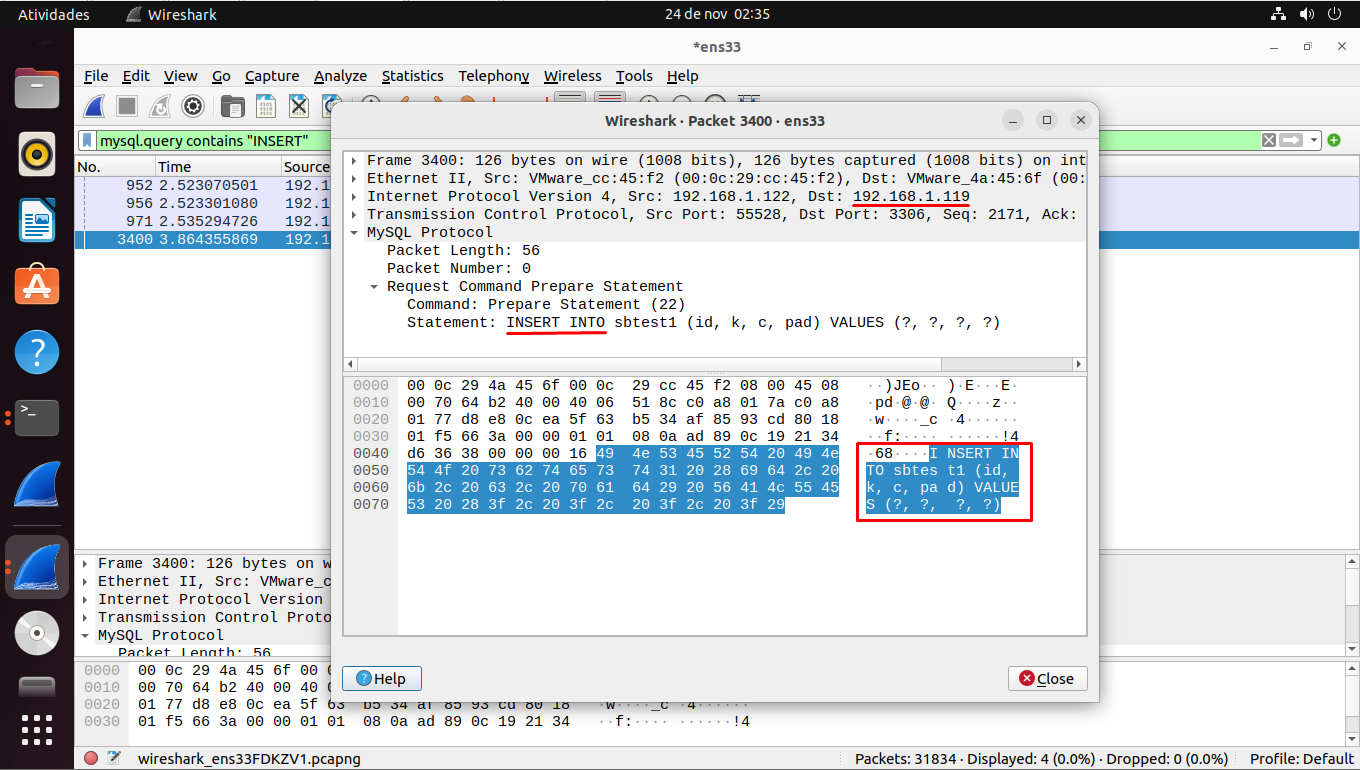 Atividades
Wireshark
24 de nov 02:35
*ens33
File Edit View Go Capture Analyze Statistics Telephony Wireless Tools Help
mysql.query contains "INSERT"
No. Time Source
952 2.523070501 192.1
956 2.523301080 192.1
971 2.535294726 192.1
3400 3.864355869 192.1
Wireshark · Packet 3400 · ens33
Frame 3400: 126 bytes on wire (1008 bits), 126 bytes captured (1008 bits) on int
Ethernet II, Src: VMware_cc:45:f2 (00:0c:29:cc:45:f2), Dst: VMware_4a:45:6f (00:
Internet Protocol Version 4, Src: 192.168.1.122, Dst: 192.168.1.119
Transmission Control Protocol, Src Port: 55528, Dst Port: 3306, Seq: 2171, Ack:
MySQL Protocol
Packet Length: 56
Packet Number: 0
Request Command Prepare Statement
Command: Prepare Statement (22)
Statement: INSERT INTO sbtest1 (id, k, c, pad) VALUES (?, ?, ?, ?)
0000 00 0c 29 4a 45 6f 00 0c 29 cc 45 f2 08 00 45 08 ··)JEo·· )·E···E·
0010 00 70 64 b2 40 00 40 06 51 8c c0 a8 01 7a c0 a8 ·pd·@·@· Q····z··
0020 01 77 d8 e8 0c ea 5f 63 b5 34 af 85 93 cd 80 18 ·w····_c ·4······
0030 01 f5 66 3a 00 00 01 01 08 0a ad 89 0c 19 21 34 ··f:···· ······!4
0040 d6 36 38 00 00 00 16 49 4e 53 45 52 54 20 49 4e ·68····I NSERT IN
0050 54 4f 20 73 62 74 65 73 74 31 20 28 69 64 2c 20 TO sbtes t1 (id,
0060 6b 2c 20 63 2c 20 70 61 64 29 20 56 41 4c 55 45 k, c, pa d) VALUE
0070 53 20 28 3f 2c 20 3f 2c 20 3f 2c 20 3f 29 S (?, ?, ?, ?)
Help
Close
Frame 3400: 126 bytes on w
Ethernet II, Src: VMware_c
Internet Protocol Version
Transmission Control Proto
MySQL Protocol
Packet Length: 56
0000 00 0c 29 4a 45 6f 00
0010 00 70 64 b2 40 00 40
0020 01 77 d8 e8 0c ea 5f 63 b5 34 af 85 93 cd 80 18 ·w····_c ·4······
0030 01 f5 66 3a 00 00 01 01 08 0a ad 89 0c 19 21 34 ··f:···· ······!4
wireshark_ens33FDKZV1.pcapng
Packets: 31834 · Displayed: 4 (0.0%) · Dropped: 0 (0.0%)
Profile: Default